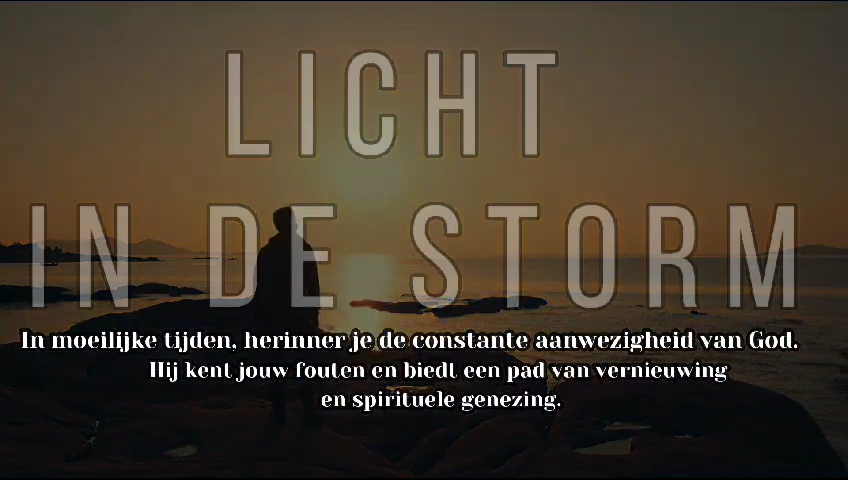 LICHT
IN DE STORM
In moeilijke tijden, herinner je de constante aanwezigheid van God.
Hij kent jouw fouten en biedt een pad van vernieuwing
en spirituele genezing.